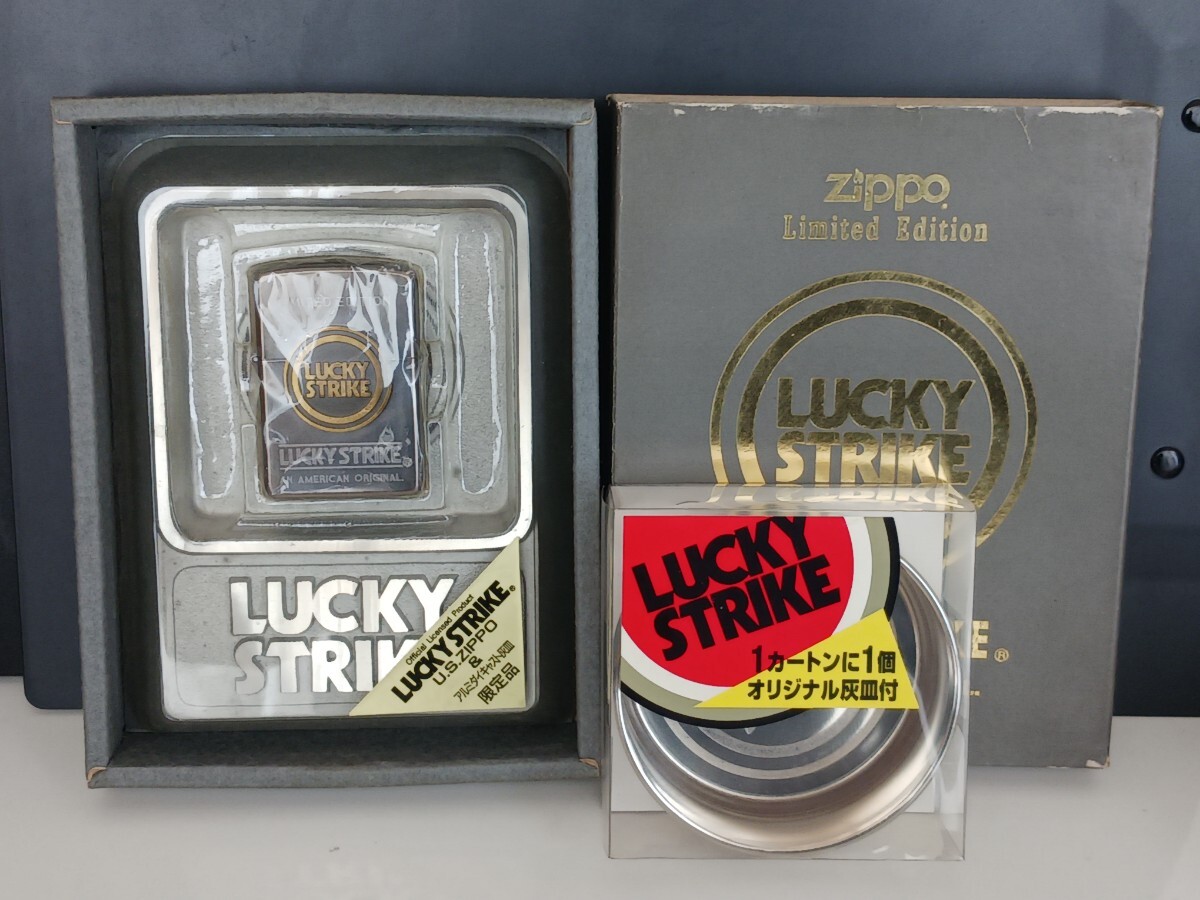 LIMITED EDITION
LUCKY
STRIKE
LUCKY STRIKE
AN AMERICAN ORIGINAL.
LUCKY
STRIK
Official Licensed Product
LUCKY STRIKE®
U.S. ZIPPO
&
アルミダイキャスト灰皿
限定品
Zippo
Limited Edition
LUCKY
STRIKE
LUCKY
STRIKE
1カートンに1個
オリジナル灰皿付